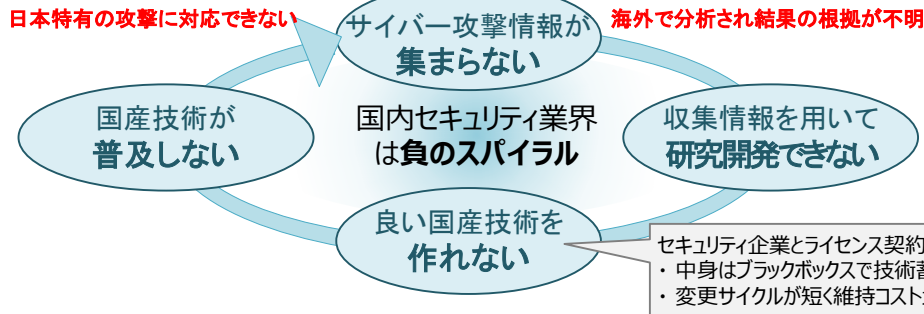 日本特有の攻撃に対応できない
海外で分析され結果の根拠が不明
サイバー攻撃情報が
集まらない
国産技術が
普及しない
国内セキュリティ業界
は負のスパイラル
収集情報を用いて
研究開発できない
良い国産技術を
作れない
セキュリティ企業とライセンス契約
・ 中身はブラックボックスで技術蓄
・ 変更サイクルが短く維持コスト